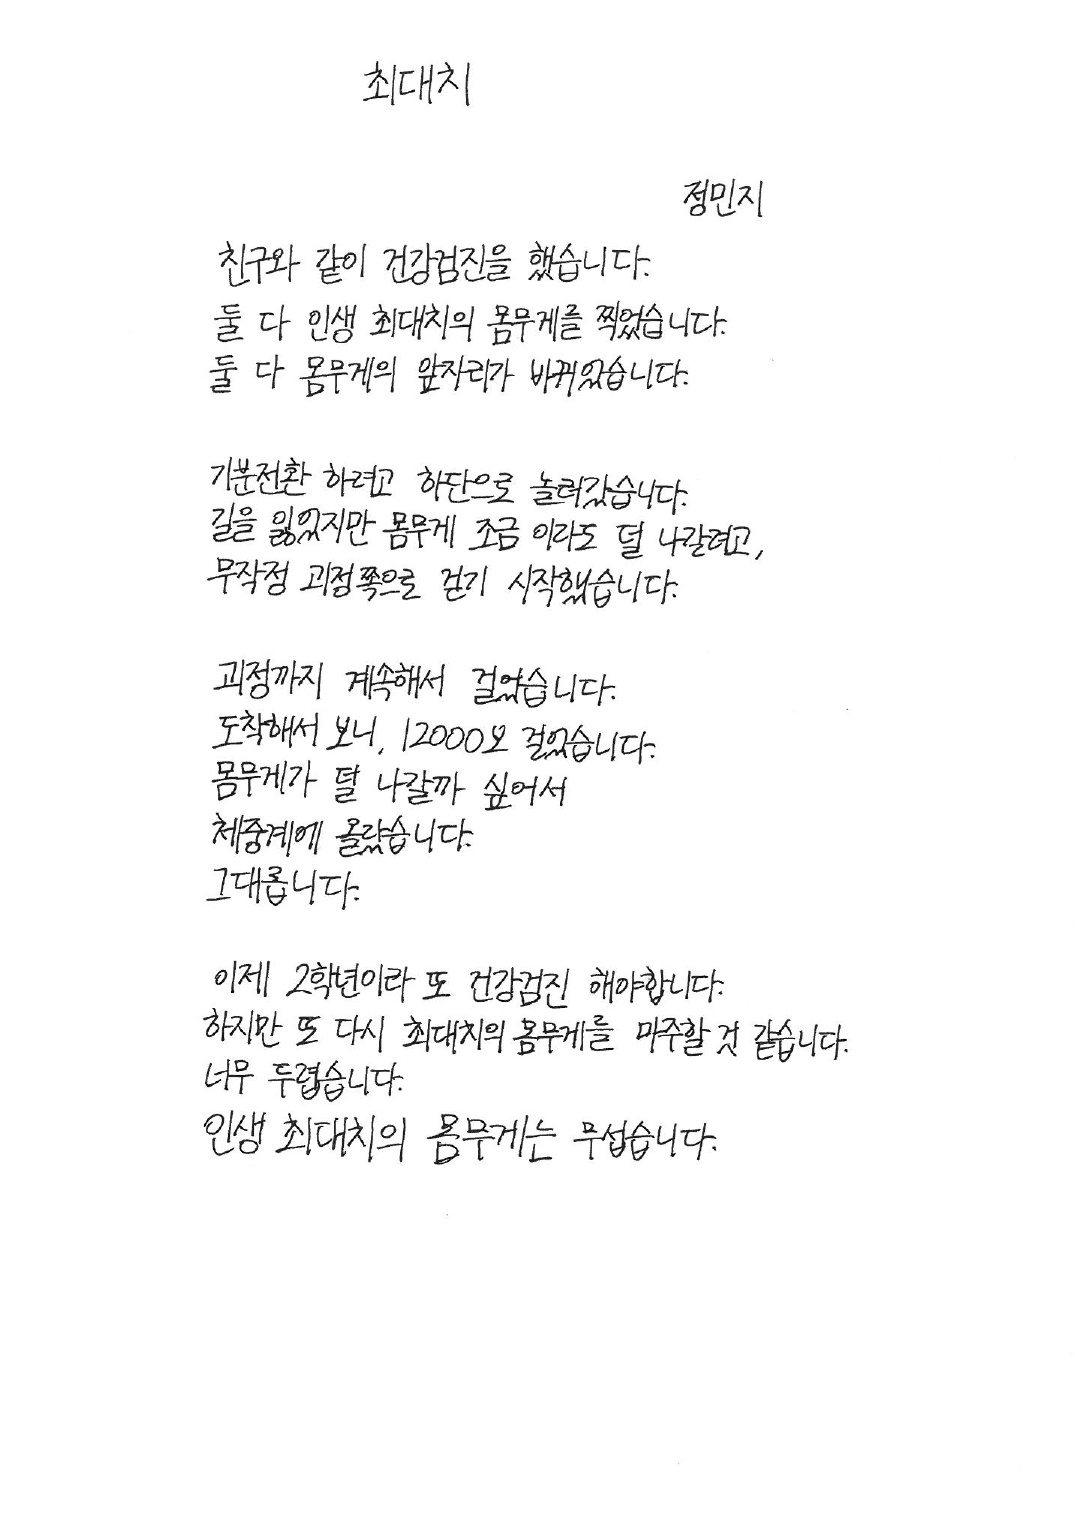 최대치
정민지
친구와 같이 건강검진을 했습니다.
둘 다 인생 최대치의 몸무게를 찍었습니다.
둘 다 몸무게의 앞자리가 바뀌었습니다.
기분전환 하려고 하단으로 놀러갔습니다.
길을 잃었지만 몸무게 조금 이라도 덜 나갈려고,
무작정 괴정쪽으로 걷기 시작했습니다.
괴정까지 계속해서 걸었습니다.
도착해서 보니, 12000보 걸었습니다.
몸무게가 덜 나갈까 싶어서
체중계에 올랐습니다.
그대롭니다.
이제 2학년이라 또 건강검진 해야합니다.
하지만 또 다시 최대치의 몸무게를 마주할 것 같습니다.
너무 두렵습니다.
인생 최대치의 몸무게는 무섭습니다.